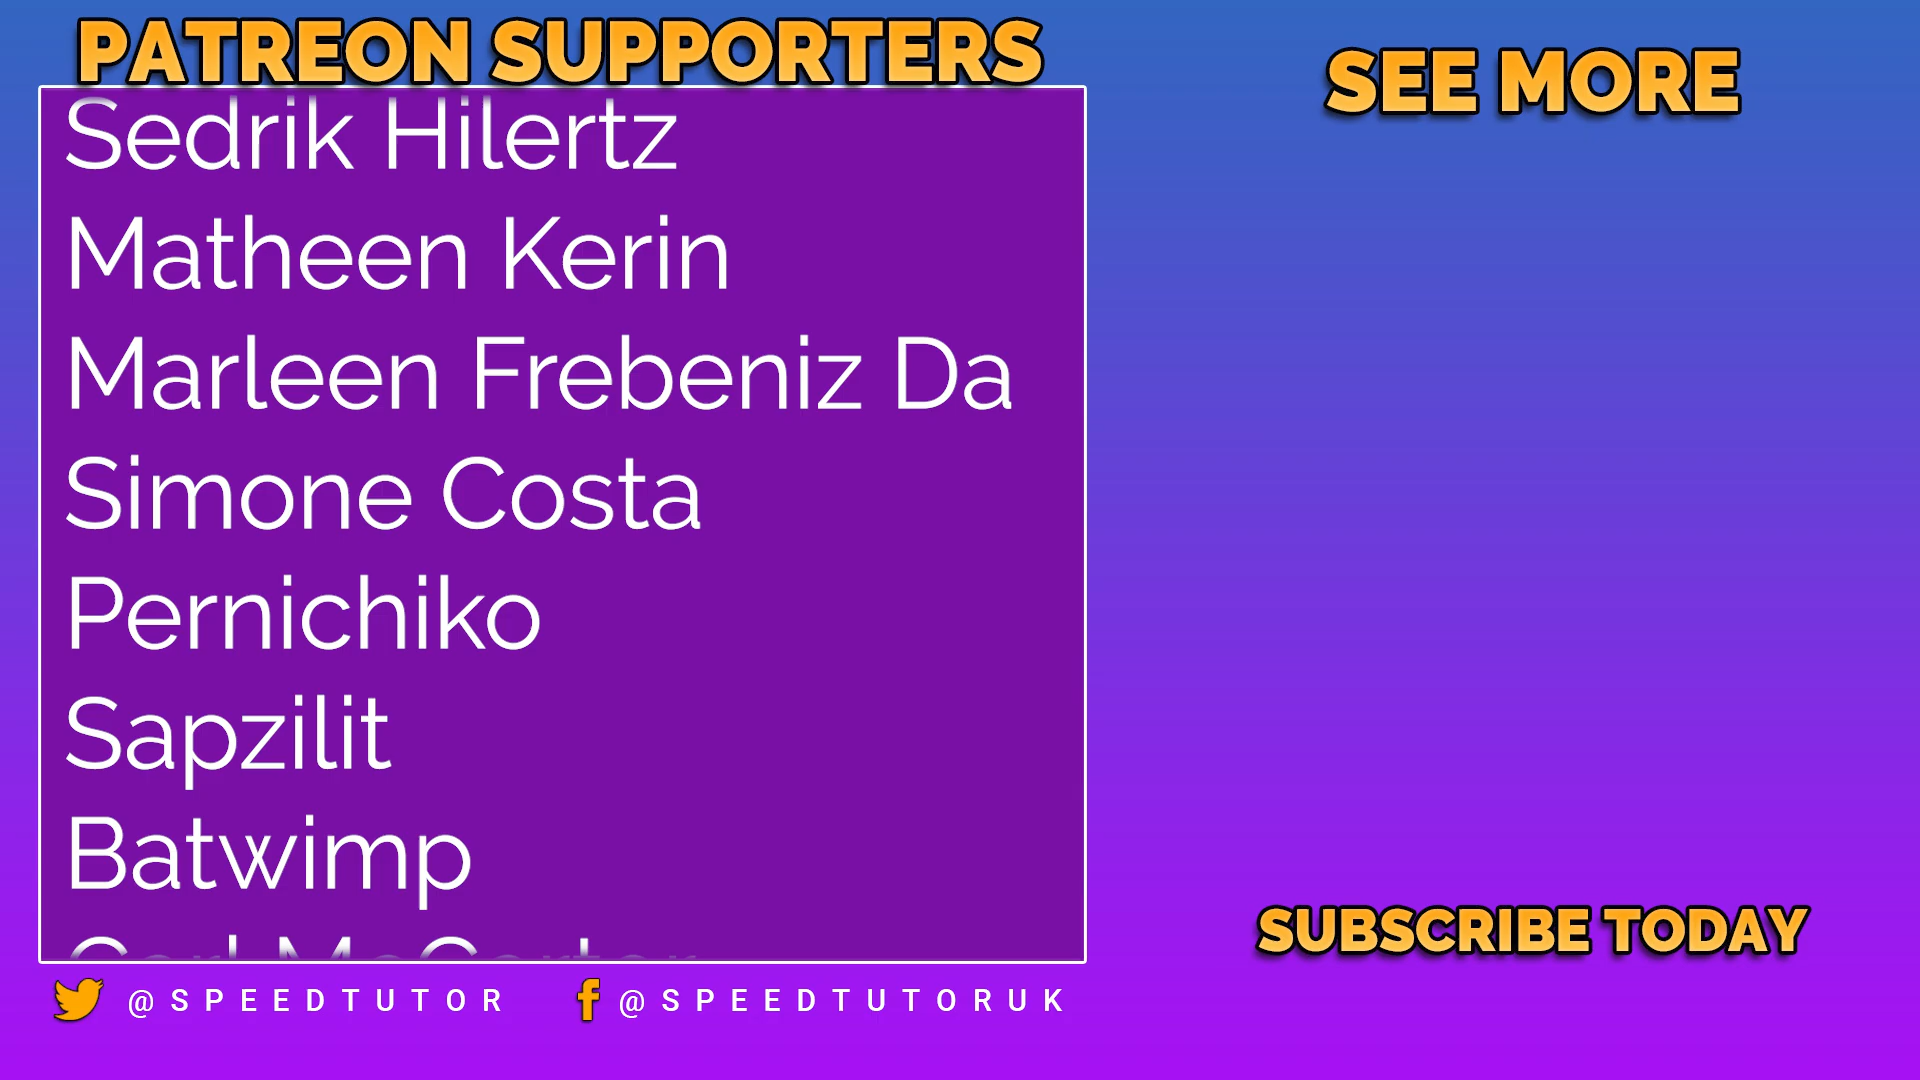 PATREON SUPPORTERS
SEE MORE
Sedrik Hilertz
Matheen Kerin
Marleen Frebeniz Da
Simone Costa
Pernichiko
Sapzilit
Batwimp
SUBSCRIBE TODAY
@SPEEDTUTOR
@SPEEDTUTORUK